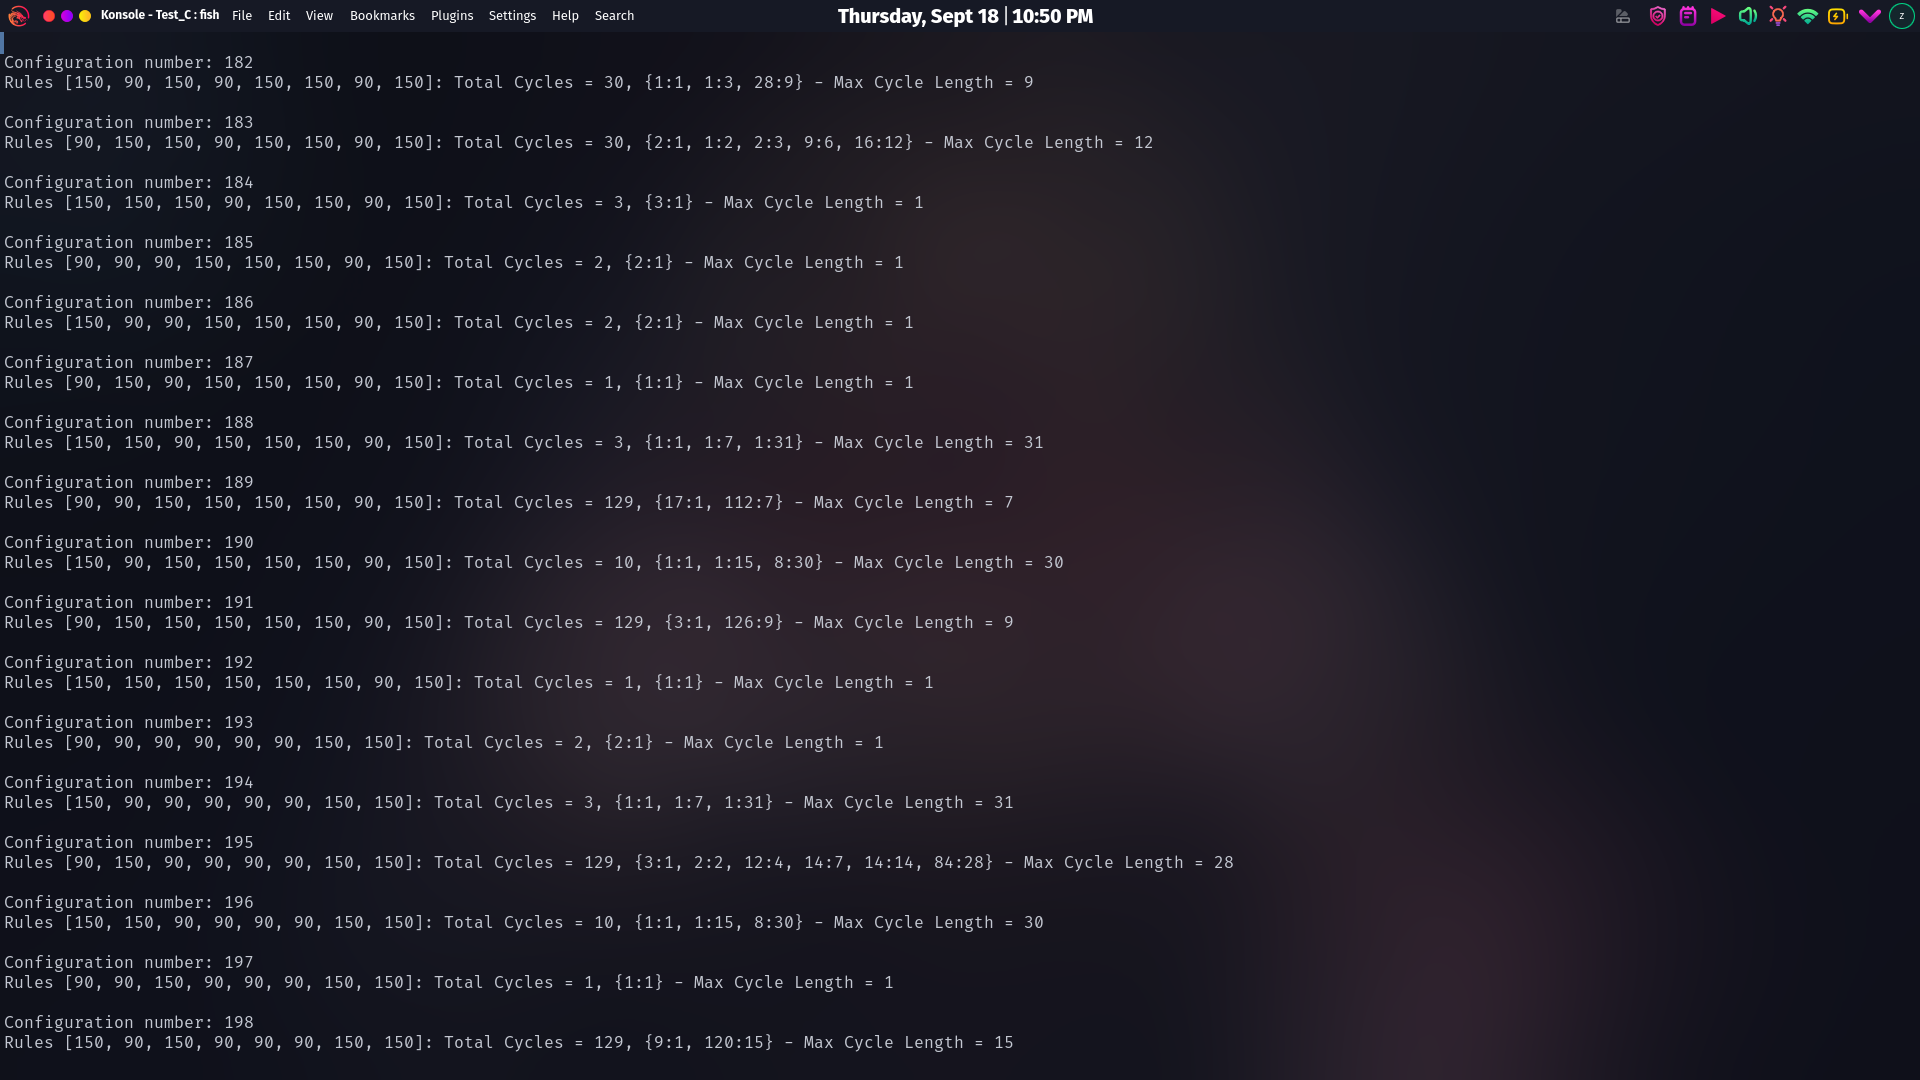 Konsole - Test_C : fish File Edit View Bookmarks Plugins Settings Help Search Thursday, Sept 18 | 10:50 PM z
Configuration number: 182
Rules [150, 90, 150, 90, 150, 150, 90, 150]: Total Cycles = 30, {1:1, 1:3, 28:9} - Max Cycle Length = 9
Configuration number: 183
Rules [90, 150, 150, 90, 150, 150, 90, 150]: Total Cycles = 30, {2:1, 1:2, 2:3, 9:6, 16:12} - Max Cycle Length = 12
Configuration number: 184
Rules [150, 150, 150, 90, 150, 150, 90, 150]: Total Cycles = 3, {3:1} - Max Cycle Length = 1
Configuration number: 185
Rules [90, 90, 90, 150, 150, 150, 90, 150]: Total Cycles = 2, {2:1} - Max Cycle Length = 1
Configuration number: 186
Rules [150, 90, 90, 150, 150, 150, 90, 150]: Total Cycles = 2, {2:1} - Max Cycle Length = 1
Configuration number: 187
Rules [90, 150, 90, 150, 150, 150, 90, 150]: Total Cycles = 1, {1:1} - Max Cycle Length = 1
Configuration number: 188
Rules [150, 150, 90, 150, 150, 150, 90, 150]: Total Cycles = 3, {1:1, 1:7, 1:31} - Max Cycle Length = 31
Configuration number: 189
Rules [90, 90, 150, 150, 150, 150, 90, 150]: Total Cycles = 129, {17:1, 112:7} - Max Cycle Length = 7
Configuration number: 190
Rules [150, 90, 150, 150, 150, 150, 90, 150]: Total Cycles = 10, {1:1, 1:15, 8:30} - Max Cycle Length = 30
Configuration number: 191
Rules [90, 150, 150, 150, 150, 150, 90, 150]: Total Cycles = 129, {3:1, 126:9} - Max Cycle Length = 9
Configuration number: 192
Rules [150, 150, 150, 150, 150, 150, 90, 150]: Total Cycles = 1, {1:1} - Max Cycle Length = 1
Configuration number: 193
Rules [90, 90, 90, 90, 90, 90, 150, 150]: Total Cycles = 2, {2:1} - Max Cycle Length = 1
Configuration number: 194
Rules [150, 90, 90, 90, 90, 90, 150, 150]: Total Cycles = 3, {1:1, 1:7, 1:31} - Max Cycle Length = 31
Configuration number: 195
Rules [90, 150, 90, 90, 90, 90, 150, 150]: Total Cycles = 129, {3:1, 2:2, 12:4, 14:7, 14:14, 84:28} - Max Cycle Length = 28
Configuration number: 196
Rules [150, 150, 90, 90, 90, 90, 150, 150]: Total Cycles = 10, {1:1, 1:15, 8:30} - Max Cycle Length = 30
Configuration number: 197
Rules [90, 90, 150, 90, 90, 90, 150, 150]: Total Cycles = 1, {1:1} - Max Cycle Length = 1
Configuration number: 198
Rules [150, 90, 150, 90, 90, 90, 150, 150]: Total Cycles = 129, {9:1, 120:15} - Max Cycle Length = 15